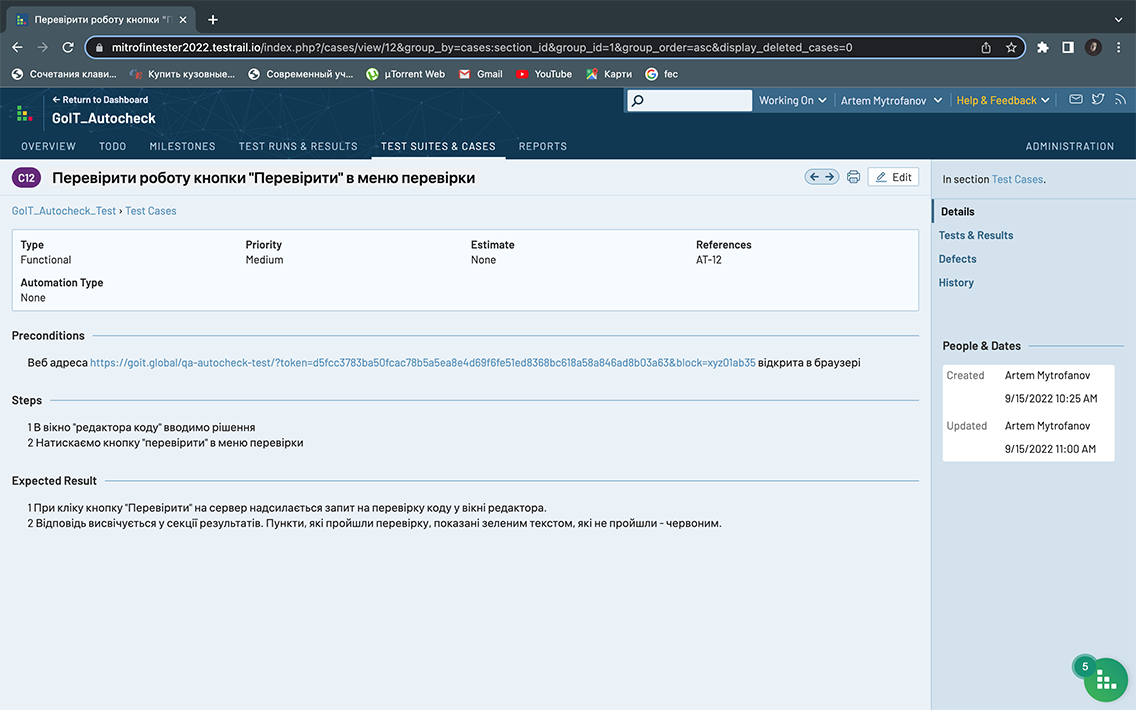 Перевірити роботу кнопки "П
mitrofintester2022.testrail.io/index.php?/cases/view/12&group_by=cases:section_id&group_id=1&group_order=asc&display_deleted_cases=0
Сочетания клави... Купить кузовные... Современный уч... µTorrent Web Gmail YouTube Карти fec
← Return to Dashboard
GoIT_Autocheck
Working On Artem Mytrofanov Help & Feedback
OVERVIEW TODO MILESTONES TEST RUNS & RESULTS TEST SUITES & CASES REPORTS ADMINISTRATION
C12 Перевірити роботу кнопки "Перевірити" в меню перевірки
Edit
In section Test Cases.
GoIT_Autocheck_Test › Test Cases
Details
Tests & Results
Defects
History
Type Priority Estimate References
Functional Medium None AT-12
Automation Type
None
Preconditions
Веб адреса https://goit.global/qa-autocheck-test/?token=d5fcc3783ba50fcac78b5a5ea8e4d69f6fe51ed8368bc618a58a846ad8b03a63&block=xyz01ab35 відкрита в браузері
Steps
1 В вікно "редактора коду" вводимо рішення
2 Натискаємо кнопку "перевірити" в меню перевірки
Expected Result
1 При кліку кнопку "Перевірити" на сервер надсилається запит на перевірку коду у вікні редактора.
2 Відповідь висвічується у секції результатів. Пункти, які пройшли перевірку, показані зеленим текстом, які не пройшли - червоним.
People & Dates
Created Artem Mytrofanov
9/15/2022 10:25 AM
Updated Artem Mytrofanov
9/15/2022 11:00 AM
5